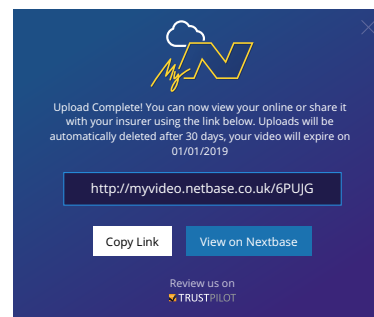 MyN
Upload Complete! You can now view your online or share it
with your insurer using the link below. Uploads will be
automatically deleted after 30 days, your video will expire on
01/01/2019
http://myvideo.netbase.co.uk/6PUJG
Copy Link
View on Nextbase
Review us on
TRUSTPILOT